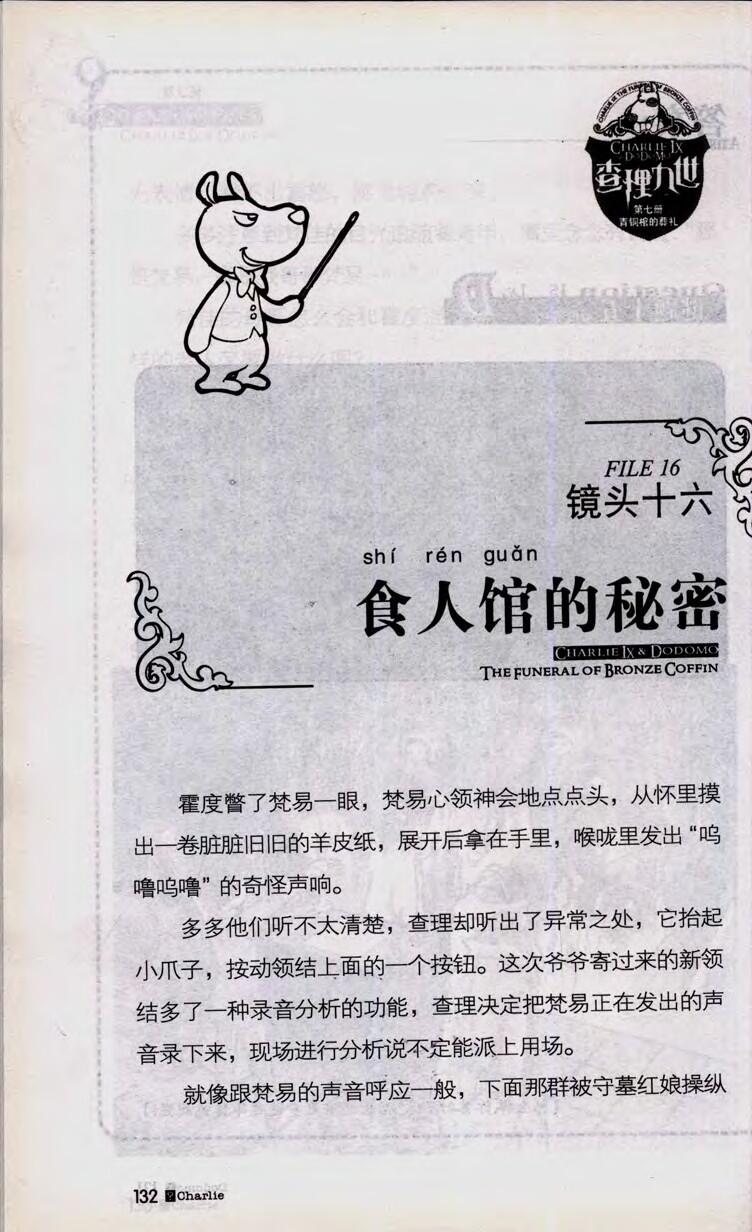 CHARLIE IX THE FUNERAL OF BRONZE COFFIN
CHARLIE IX
& DODOMO
查理九世
第七册
青铜棺的葬礼
FILE 16
镜头十六
shí rén guǎn
食人馆的秘密
CHARLIE IX & DODOMO
THE FUNERAL OF BRONZE COFFIN
霍度瞥了梵易一眼，梵易心领神会地点点头，从怀里摸
出一卷脏脏旧旧的羊皮纸，展开后拿在手里，喉咙里发出“呜
噜呜噜”的奇怪声响。
多多他们听不太清楚，查理却听出了异常之处，它抬起
小爪子，按动领结上面的一个按钮。这次爷爷寄过来的新领
结多了一种录音分析的功能，查理决定把梵易正在发出的声
音录下来，现场进行分析说不定能派上用场。
就像跟梵易的声音呼应一般，下面那群被守墓红娘操纵
132 Charlie